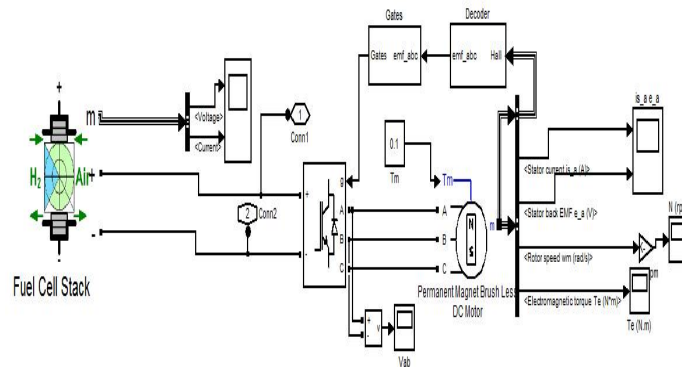 Gates
Decoder
Gates emf_abc
emf_abc Hall
is_a e_a
+
m
<Voltage>
<Current>
1
Conn1
0.1
Tm
Tm
<Stator current is_a (A)>
H2 Air
+
2
Conn2
+
g
A
B
C
-
A
B
C
N
S
m
<Stator back EMF e_a (V)>
N (rp
<Rotor speed wm (rad/s)>
pm
-
-
Fuel Cell Stack
Permanent Magnet Brush Less
DC Motor
<Electromagnetic torque Te (N*m)>
Te (N.m)
+
-
v
Vab